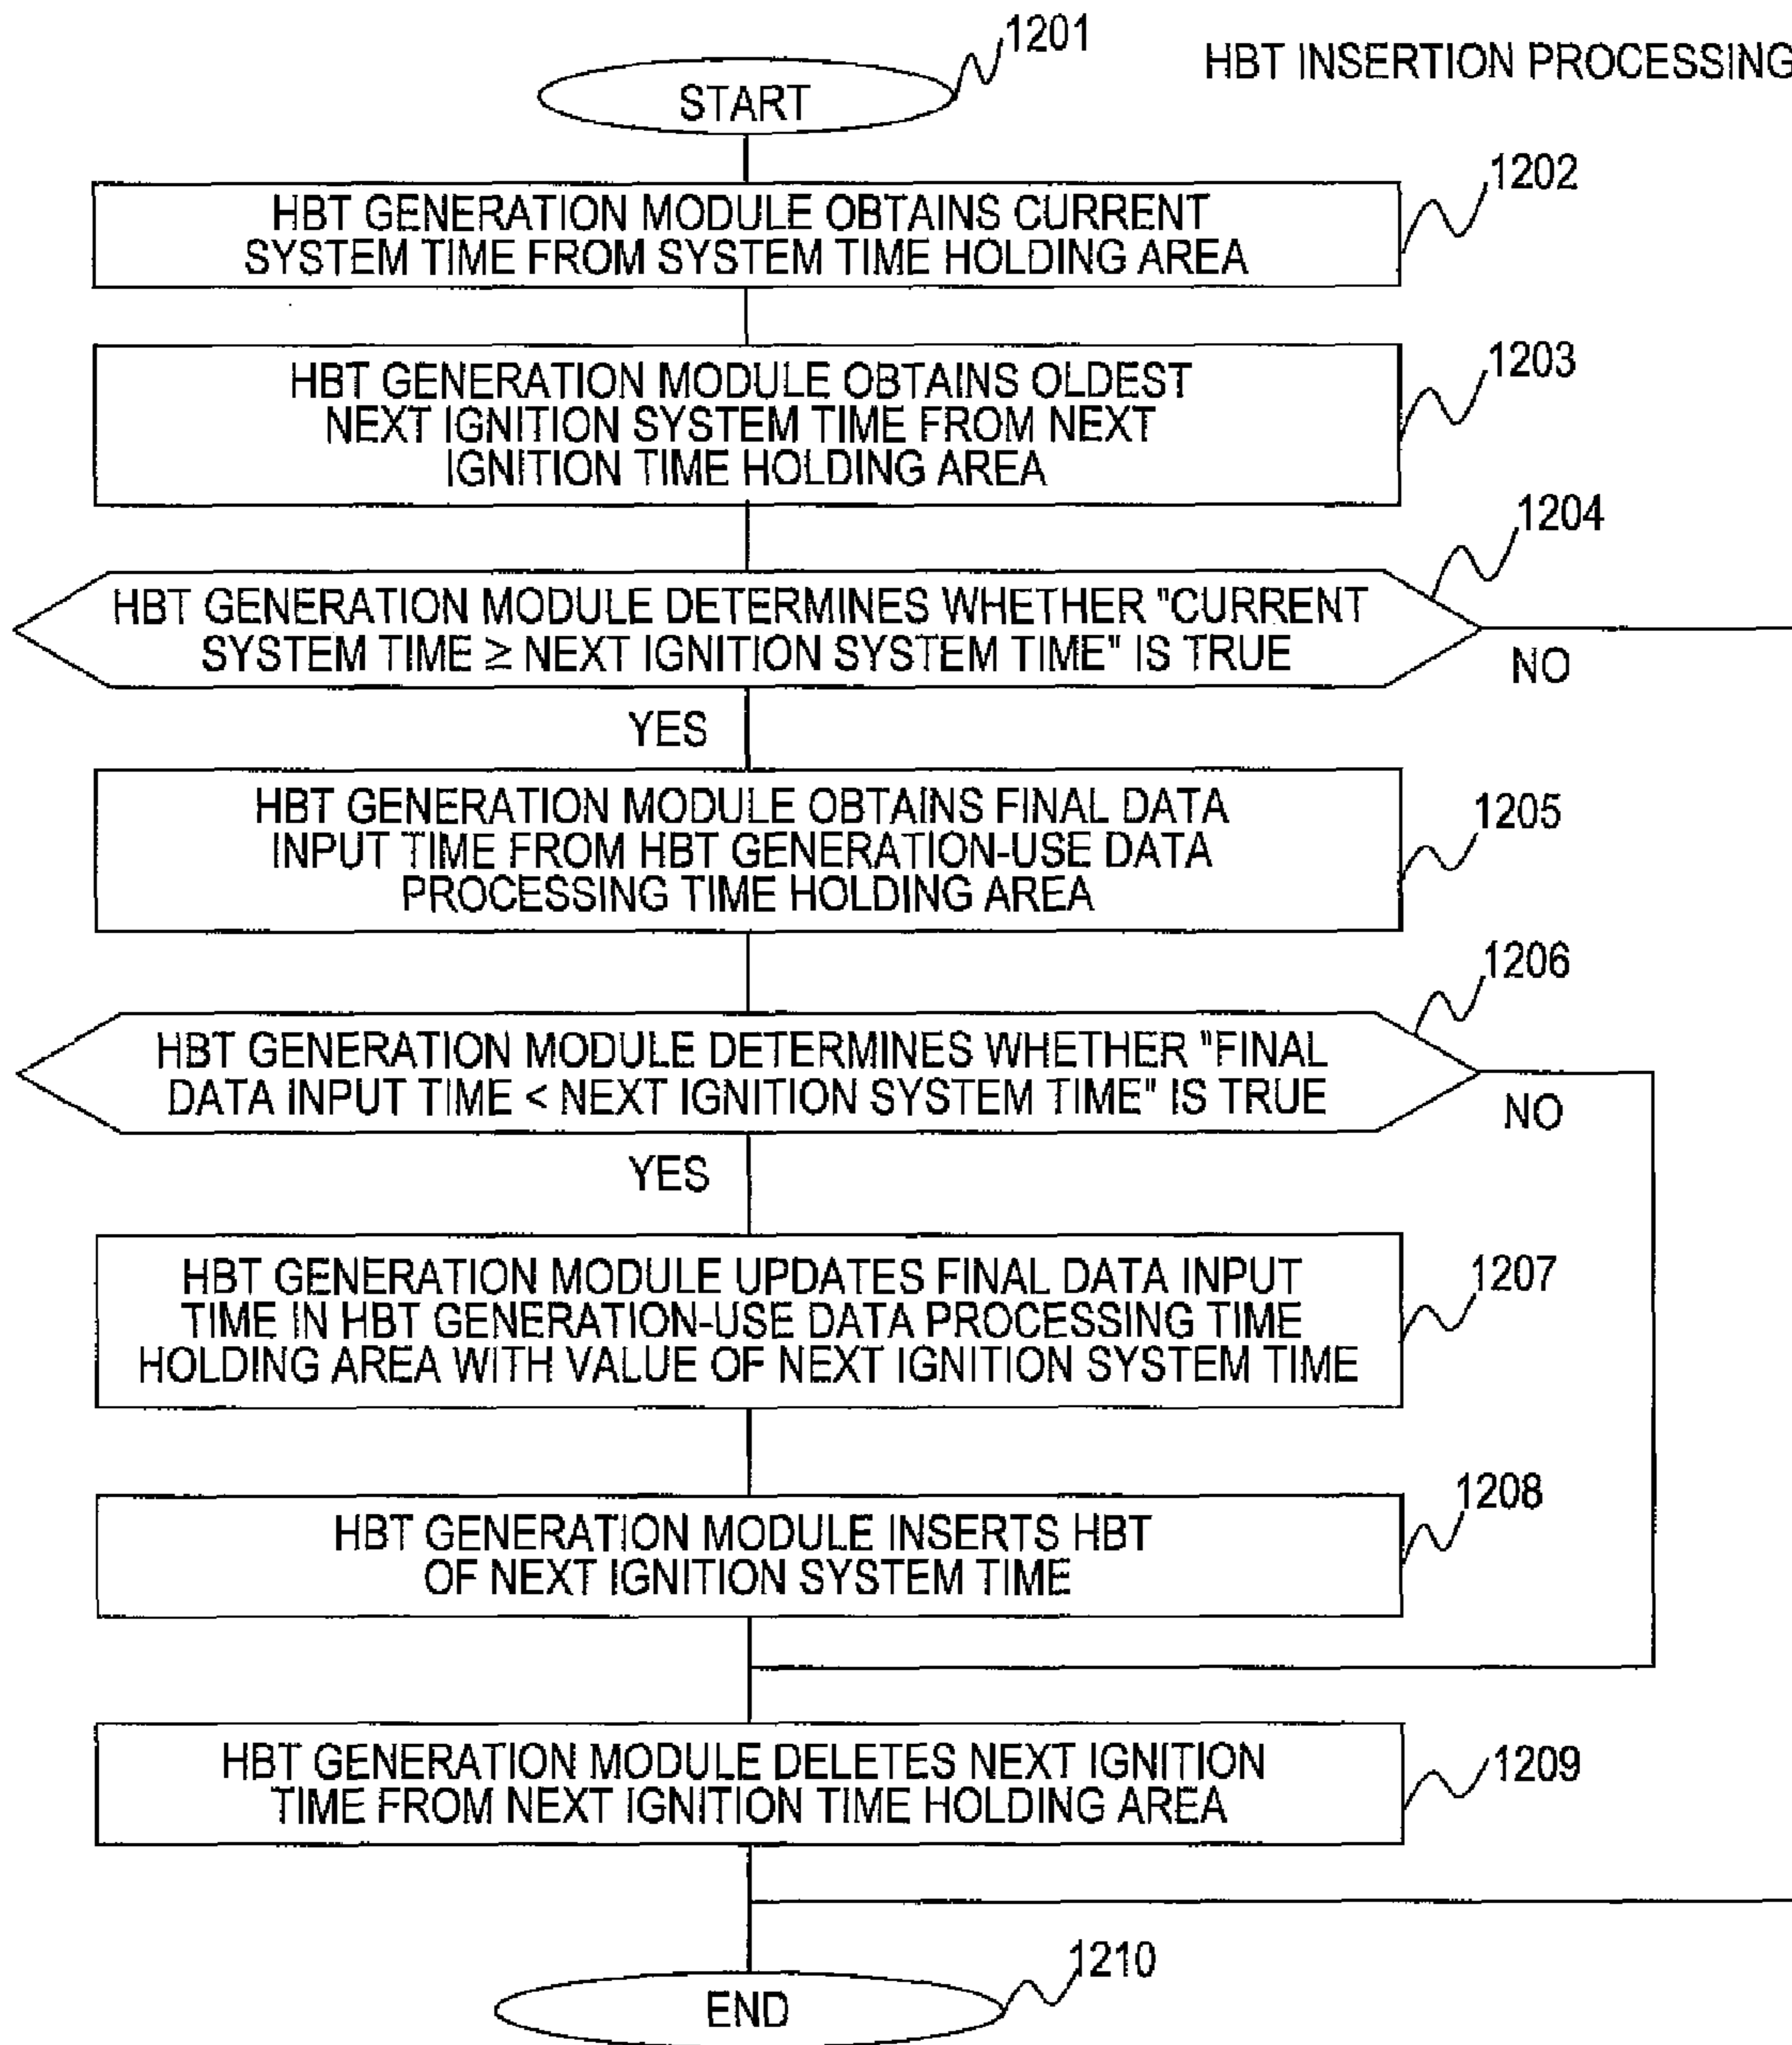 1201
HBT INSERTION PROCESSING
START
1202
HBT GENERATION MODULE OBTAINS CURRENT
SYSTEM TIME FROM SYSTEM TIME HOLDING AREA
1203
HBT GENERATION MODULE OBTAINS OLDEST
NEXT IGNITION SYSTEM TIME FROM NEXT
IGNITION TIME HOLDING AREA
1204
HBT GENERATION MODULE DETERMINES WHETHER "CURRENT
SYSTEM TIME ≥ NEXT IGNITION SYSTEM TIME" IS TRUE
NO
YES
HBT GENERATION MODULE OBTAINS FINAL DATA
INPUT TIME FROM HBT GENERATION-USE DATA
PROCESSING TIME HOLDING AREA
1205
1206
HBT GENERATION MODULE DETERMINES WHETHER "FINAL
DATA INPUT TIME < NEXT IGNITION SYSTEM TIME" IS TRUE
NO
YES
HBT GENERATION MODULE UPDATES FINAL DATA INPUT
TIME IN HBT GENERATION-USE DATA PROCESSING TIME
HOLDING AREA WITH VALUE OF NEXT IGNITION SYSTEM TIME
1207
1208
HBT GENERATION MODULE INSERTS HBT
OF NEXT IGNITION SYSTEM TIME
HBT GENERATION MODULE DELETES NEXT IGNITION
TIME FROM NEXT IGNITION TIME HOLDING AREA
1209
1210
END